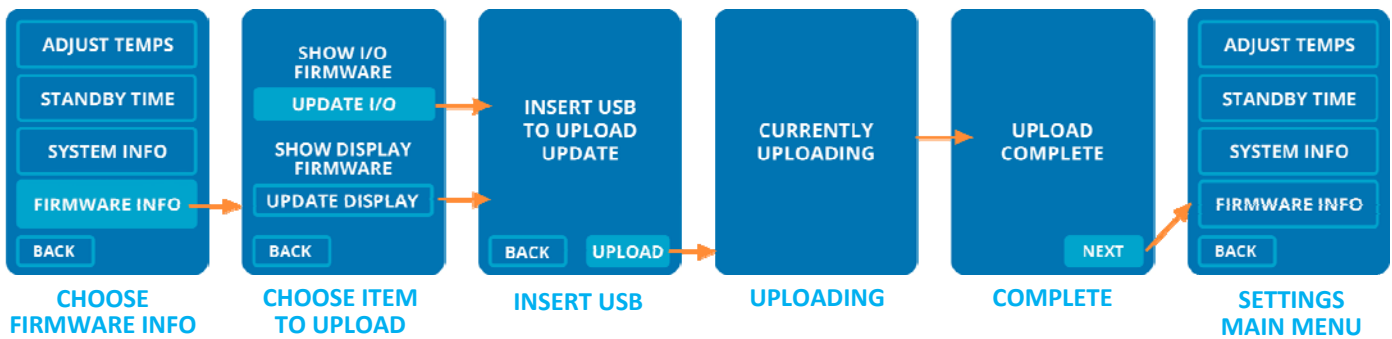 ADJUST TEMPS
STANDBY TIME
SYSTEM INFO
FIRMWARE INFO
BACK
CHOOSE
FIRMWARE INFO
SHOW I/O
FIRMWARE
UPDATE I/O
SHOW DISPLAY
FIRMWARE
UPDATE DISPLAY
BACK
CHOOSE ITEM
TO UPLOAD
INSERT USB
TO UPLOAD
UPDATE
BACK
UPLOAD
INSERT USB
CURRENTLY
UPLOADING
UPLOADING
UPLOAD
COMPLETE
NEXT
COMPLETE
ADJUST TEMPS
STANDBY TIME
SYSTEM INFO
FIRMWARE INFO
BACK
SETTINGS
MAIN MENU